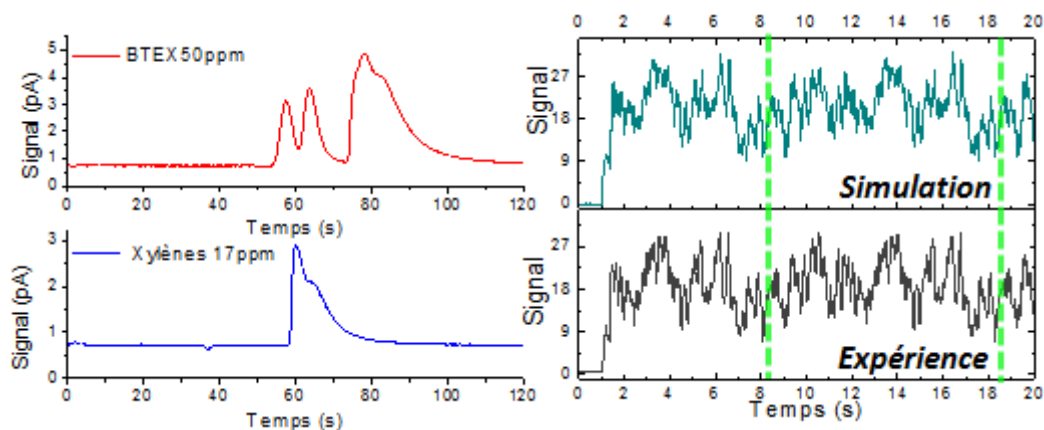 BTEX 50ppm
Signal (pA)
5
4
3
2
1
0
0 20 40 60 80 100 120
Temps (s)
Xylènes 17ppm
Signal (pA)
3
2
1
0
0 20 40 60 80 100 120
Temps (s)
0 2 4 6 8 10 12 14 16 18 20
Signal
27
18
9
0
Simulation
Signal
27
18
9
0
Expérience
0 2 4 6 8 10 12 14 16 18 20
Temps (s)